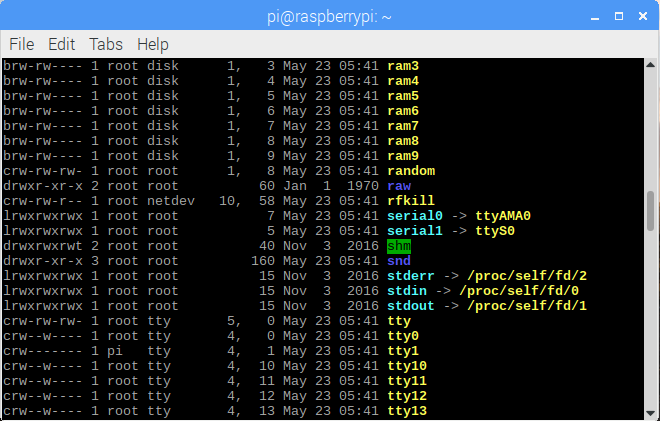 pi@raspberrypi: ~
File Edit Tabs Help
brw-rw---- 1 root disk      1,   3 May 23 05:41 ram3
brw-rw---- 1 root disk      1,   4 May 23 05:41 ram4
brw-rw---- 1 root disk      1,   5 May 23 05:41 ram5
brw-rw---- 1 root disk      1,   6 May 23 05:41 ram6
brw-rw---- 1 root disk      1,   7 May 23 05:41 ram7
brw-rw---- 1 root disk      1,   8 May 23 05:41 ram8
brw-rw---- 1 root disk      1,   9 May 23 05:41 ram9
crw-rw-rw- 1 root root      1,   8 May 23 05:41 random
drwxr-xr-x 2 root root          60 Jan  1  1970 raw
crw-rw-r-- 1 root netdev   10,  58 May 23 05:41 rfkill
lrwxrwxrwx 1 root root           7 May 23 05:41 serial0 -> ttyAMA0
lrwxrwxrwx 1 root root           5 May 23 05:41 serial1 -> ttyS0
drwxrwxrwt 2 root root          40 Nov  3  2016 shm
drwxr-xr-x 3 root root         160 May 23 05:41 snd
lrwxrwxrwx 1 root root          15 Nov  3  2016 stderr -> /proc/self/fd/2
lrwxrwxrwx 1 root root          15 Nov  3  2016 stdin -> /proc/self/fd/0
lrwxrwxrwx 1 root root          15 Nov  3  2016 stdout -> /proc/self/fd/1
crw-rw-rw- 1 root tty       5,   0 May 23 05:41 tty
crw--w---- 1 root tty       4,   0 May 23 05:41 tty0
crw------- 1 pi   tty       4,   1 May 23 05:41 tty1
crw--w---- 1 root tty       4,  10 May 23 05:41 tty10
crw--w---- 1 root tty       4,  11 May 23 05:41 tty11
crw--w---- 1 root tty       4,  12 May 23 05:41 tty12
crw--w---- 1 root tty       4,  13 May 23 05:41 tty13